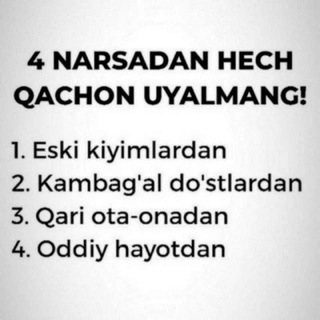 4 NARSADAN HECH
QACHON UYALMANG!
1. Eski kiyimlardan
2. Kambag'al do'stlardan
3. Qari ota-onadan
4. Oddiy hayotdan